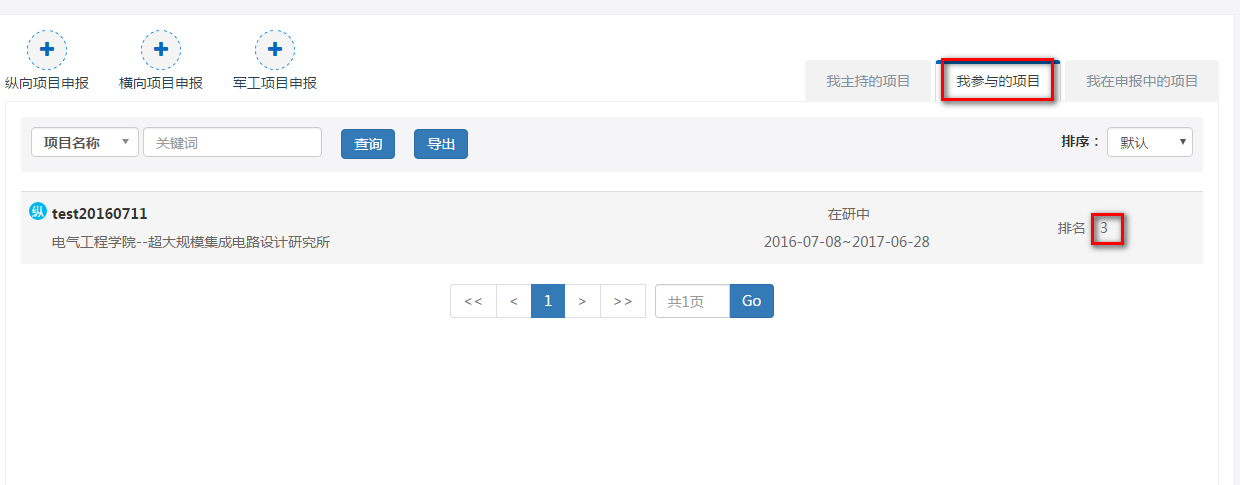 纵向项目申报
横向项目申报
军工项目申报
我主持的项目
我参与的项目
我在申报中的项目
项目名称
关键词
查询
导出
排序：
默认
纵 test20160711
在研中
电气工程学院--超大规模集成电路设计研究所
2016-07-08~2017-06-28
排名 3
<<
<
1
>
>>
共1页
Go